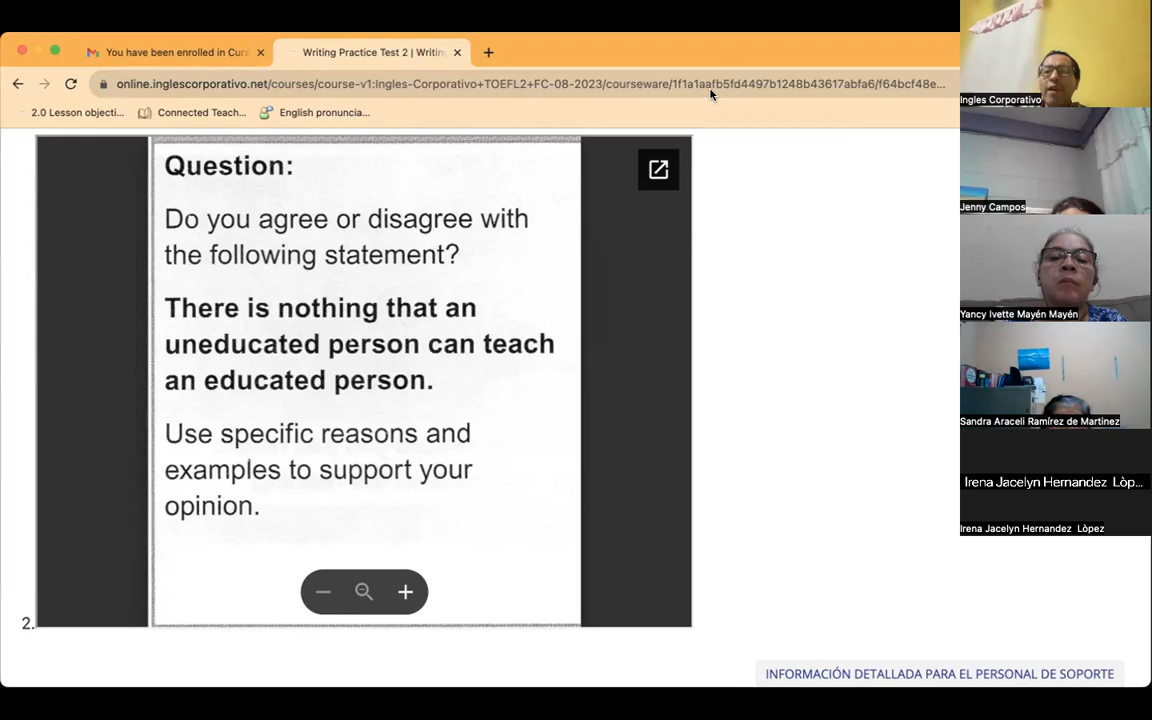 You have been enrolled in Curs
Writing Practice Test 2 | Writing
online.inglescorporativo.net/courses/course-v1:Ingles-Corporativo+TOEFL2+FC-08-2023/courseware/1f1a1aafb5fd4497b1248b43617abfa6/f64bcf48e...
2.0 Lesson objecti...
Connected Teach...
English pronuncia...
Question:
Do you agree or disagree with
the following statement?
There is nothing that an
uneducated person can teach
an educated person.
Use specific reasons and
examples to support your
opinion.
2.
INFORMACIÓN DETALLADA PARA EL PERSONAL DE SOPORTE
Ingles Corporativo
Jenny Campos
Yancy Ivette Mayén Mayén
Sandra Araceli Ramírez de Martinez
Irena Jacelyn Hernandez Lòp...
Irena Jacelyn Hernandez Lòpez